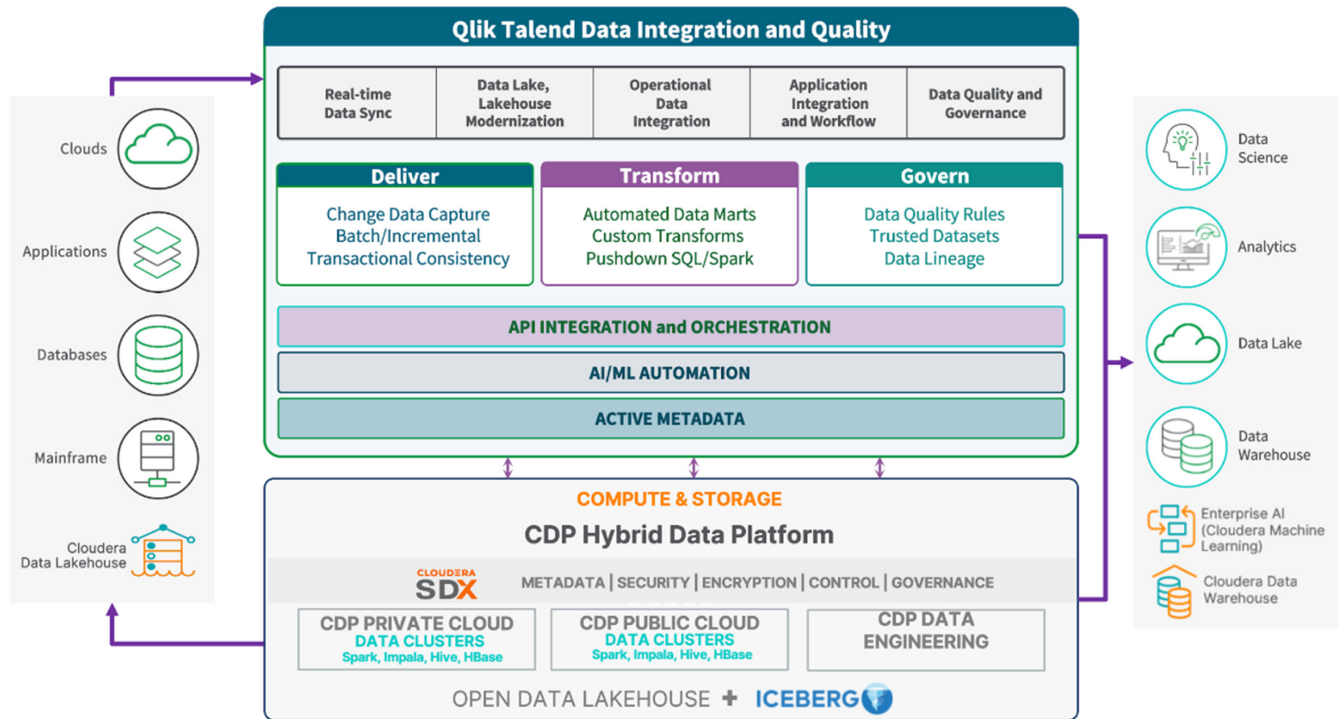 Qlik Talend Data Integration and Quality
Real-time
Data Sync
Data Lake,
Lakehouse
Modernization
Operational
Data
Integration
Application
Integration
and Workflow
Data Quality and
Governance
Deliver
Change Data Capture
Batch/Incremental
Transactional Consistency
Transform
Automated Data Marts
Custom Transforms
Pushdown SQL/Spark
Govern
Data Quality Rules
Trusted Datasets
Data Lineage
API INTEGRATION and ORCHESTRATION
AI/ML AUTOMATION
ACTIVE METADATA
Clouds
Applications
Databases
Mainframe
Cloudera
Data Lakehouse
COMPUTE & STORAGE
CDP Hybrid Data Platform
CLOUDERA
SDX
METADATA | SECURITY | ENCRYPTION | CONTROL | GOVERNANCE
CDP PRIVATE CLOUD
DATA CLUSTERS
Spark, Impala, Hive, HBase
CDP PUBLIC CLOUD
DATA CLUSTERS
Spark, Impala, Hive, HBase
CDP DATA
ENGINEERING
OPEN DATA LAKEHOUSE + ICEBERG
Data
Science
Analytics
Data Lake
Data
Warehouse
Enterprise AI
(Cloudera Machine
Learning)
Cloudera Data
Warehouse